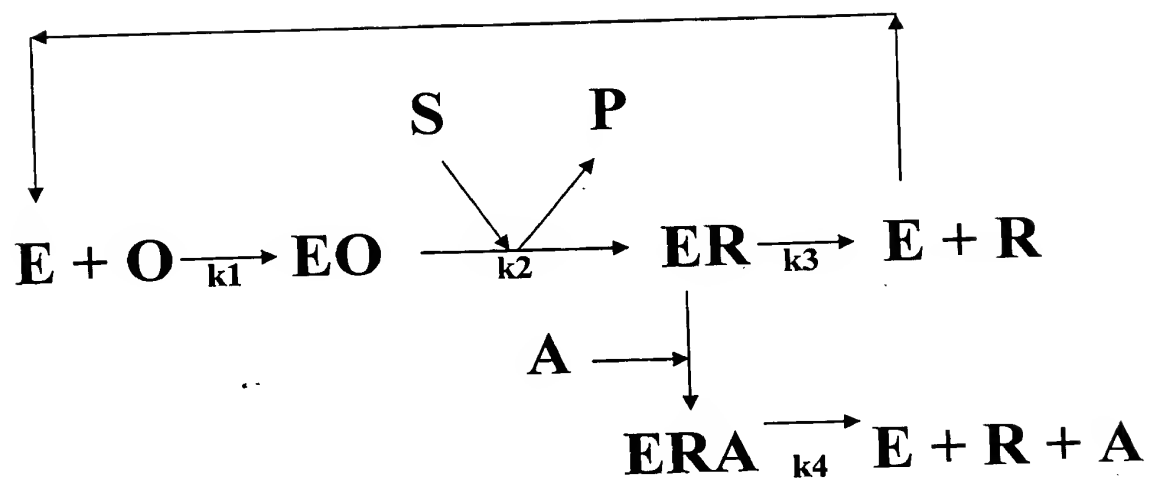 S P
E + O k1 EO k2 ER k3 E + R
A
ERA k4 E + R + A